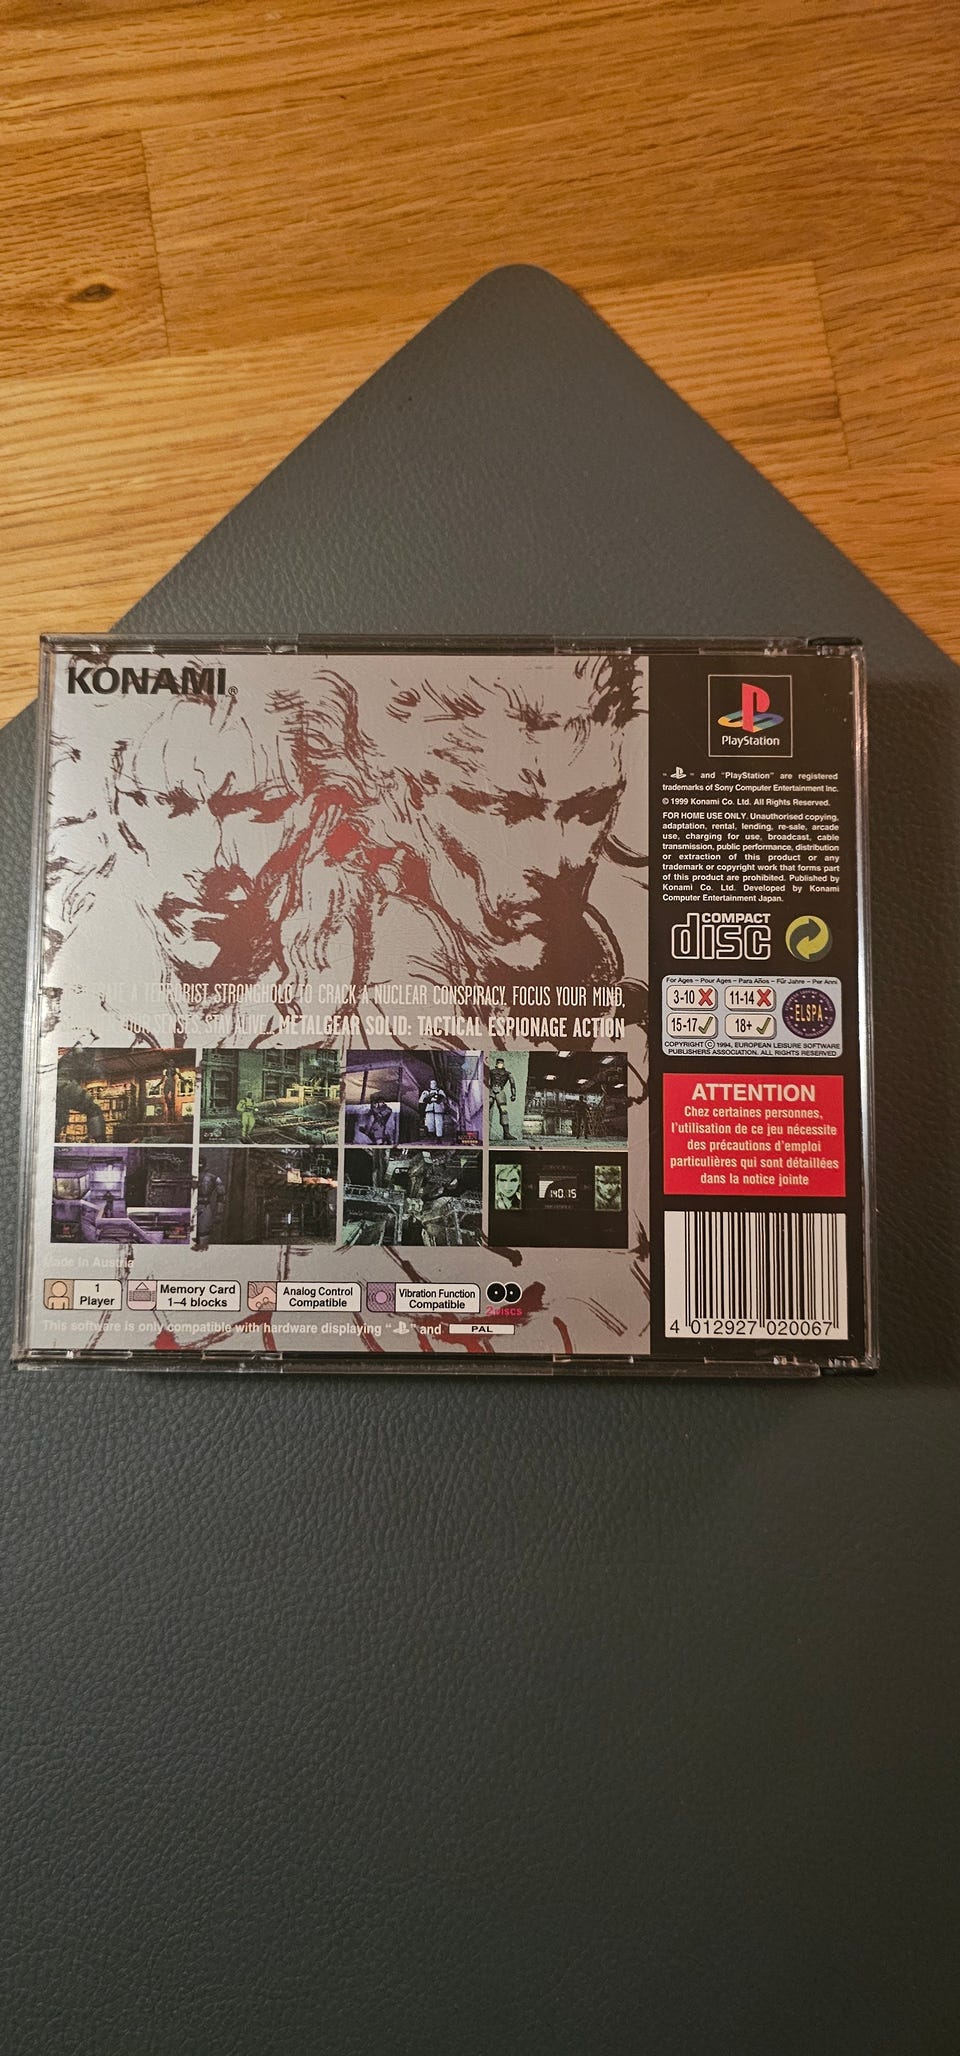 KONAMI®
A TERRORIST STRONGHOLD TO CRACK A NUCLEAR CONSPIRACY. FOCUS YOUR MIND,
YOUR SENSES, STAY ALIVE. METAL GEAR SOLID: TACTICAL ESPIONAGE ACTION
140.15
Made In Austria
1 Player
Memory Card 1–4 blocks
Analog Control Compatible
Vibration Function Compatible
2 Discs
This software is only compatible with hardware displaying " " and PAL
PlayStation
" " and "PlayStation" are registered
trademarks of Sony Computer Entertainment Inc.
© 1999 Konami Co. Ltd. All Rights Reserved.
FOR HOME USE ONLY. Unauthorised copying,
adaptation, rental, lending, re-sale, arcade
use, charging for use, broadcast, cable
transmission, public performance, distribution
or extraction of this product or any
trademark or copyright work that forms part
of this product are prohibited. Published by
Konami Co. Ltd. Developed by Konami
Computer Entertainment Japan.
COMPACT
disc
For Ages – Pour Ages – Para Años – Für Jahre – Per Anni
3-10 11-14
15-17 18+
ELSPA
COPYRIGHT © 1994, EUROPEAN LEISURE SOFTWARE
PUBLISHERS ASSOCIATION. ALL RIGHTS RESERVED
ATTENTION
Chez certaines personnes,
l'utilisation de ce jeu nécessite
des précautions d'emploi
particulières qui sont détaillées
dans la notice jointe
4 012927 020067